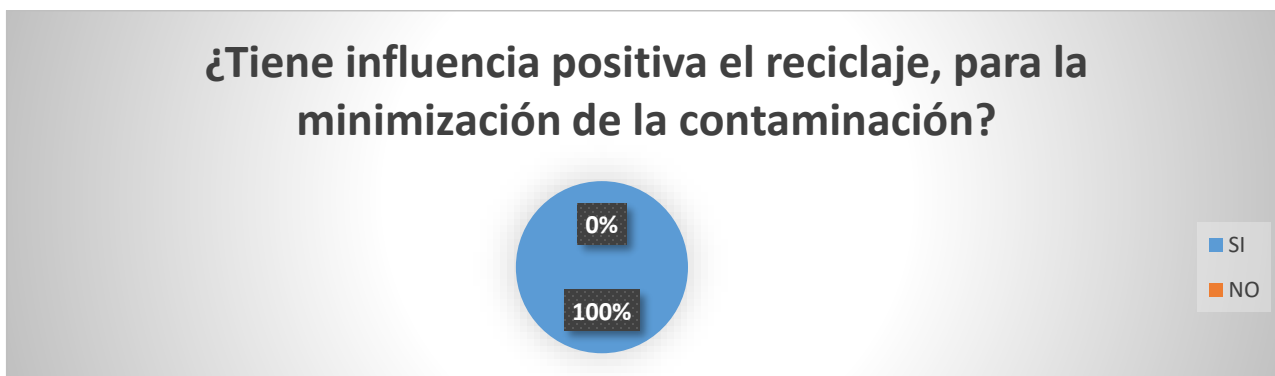 ¿Tiene influencia positiva el reciclaje, para la
minimización de la contaminación?
0%
100%
SI
NO